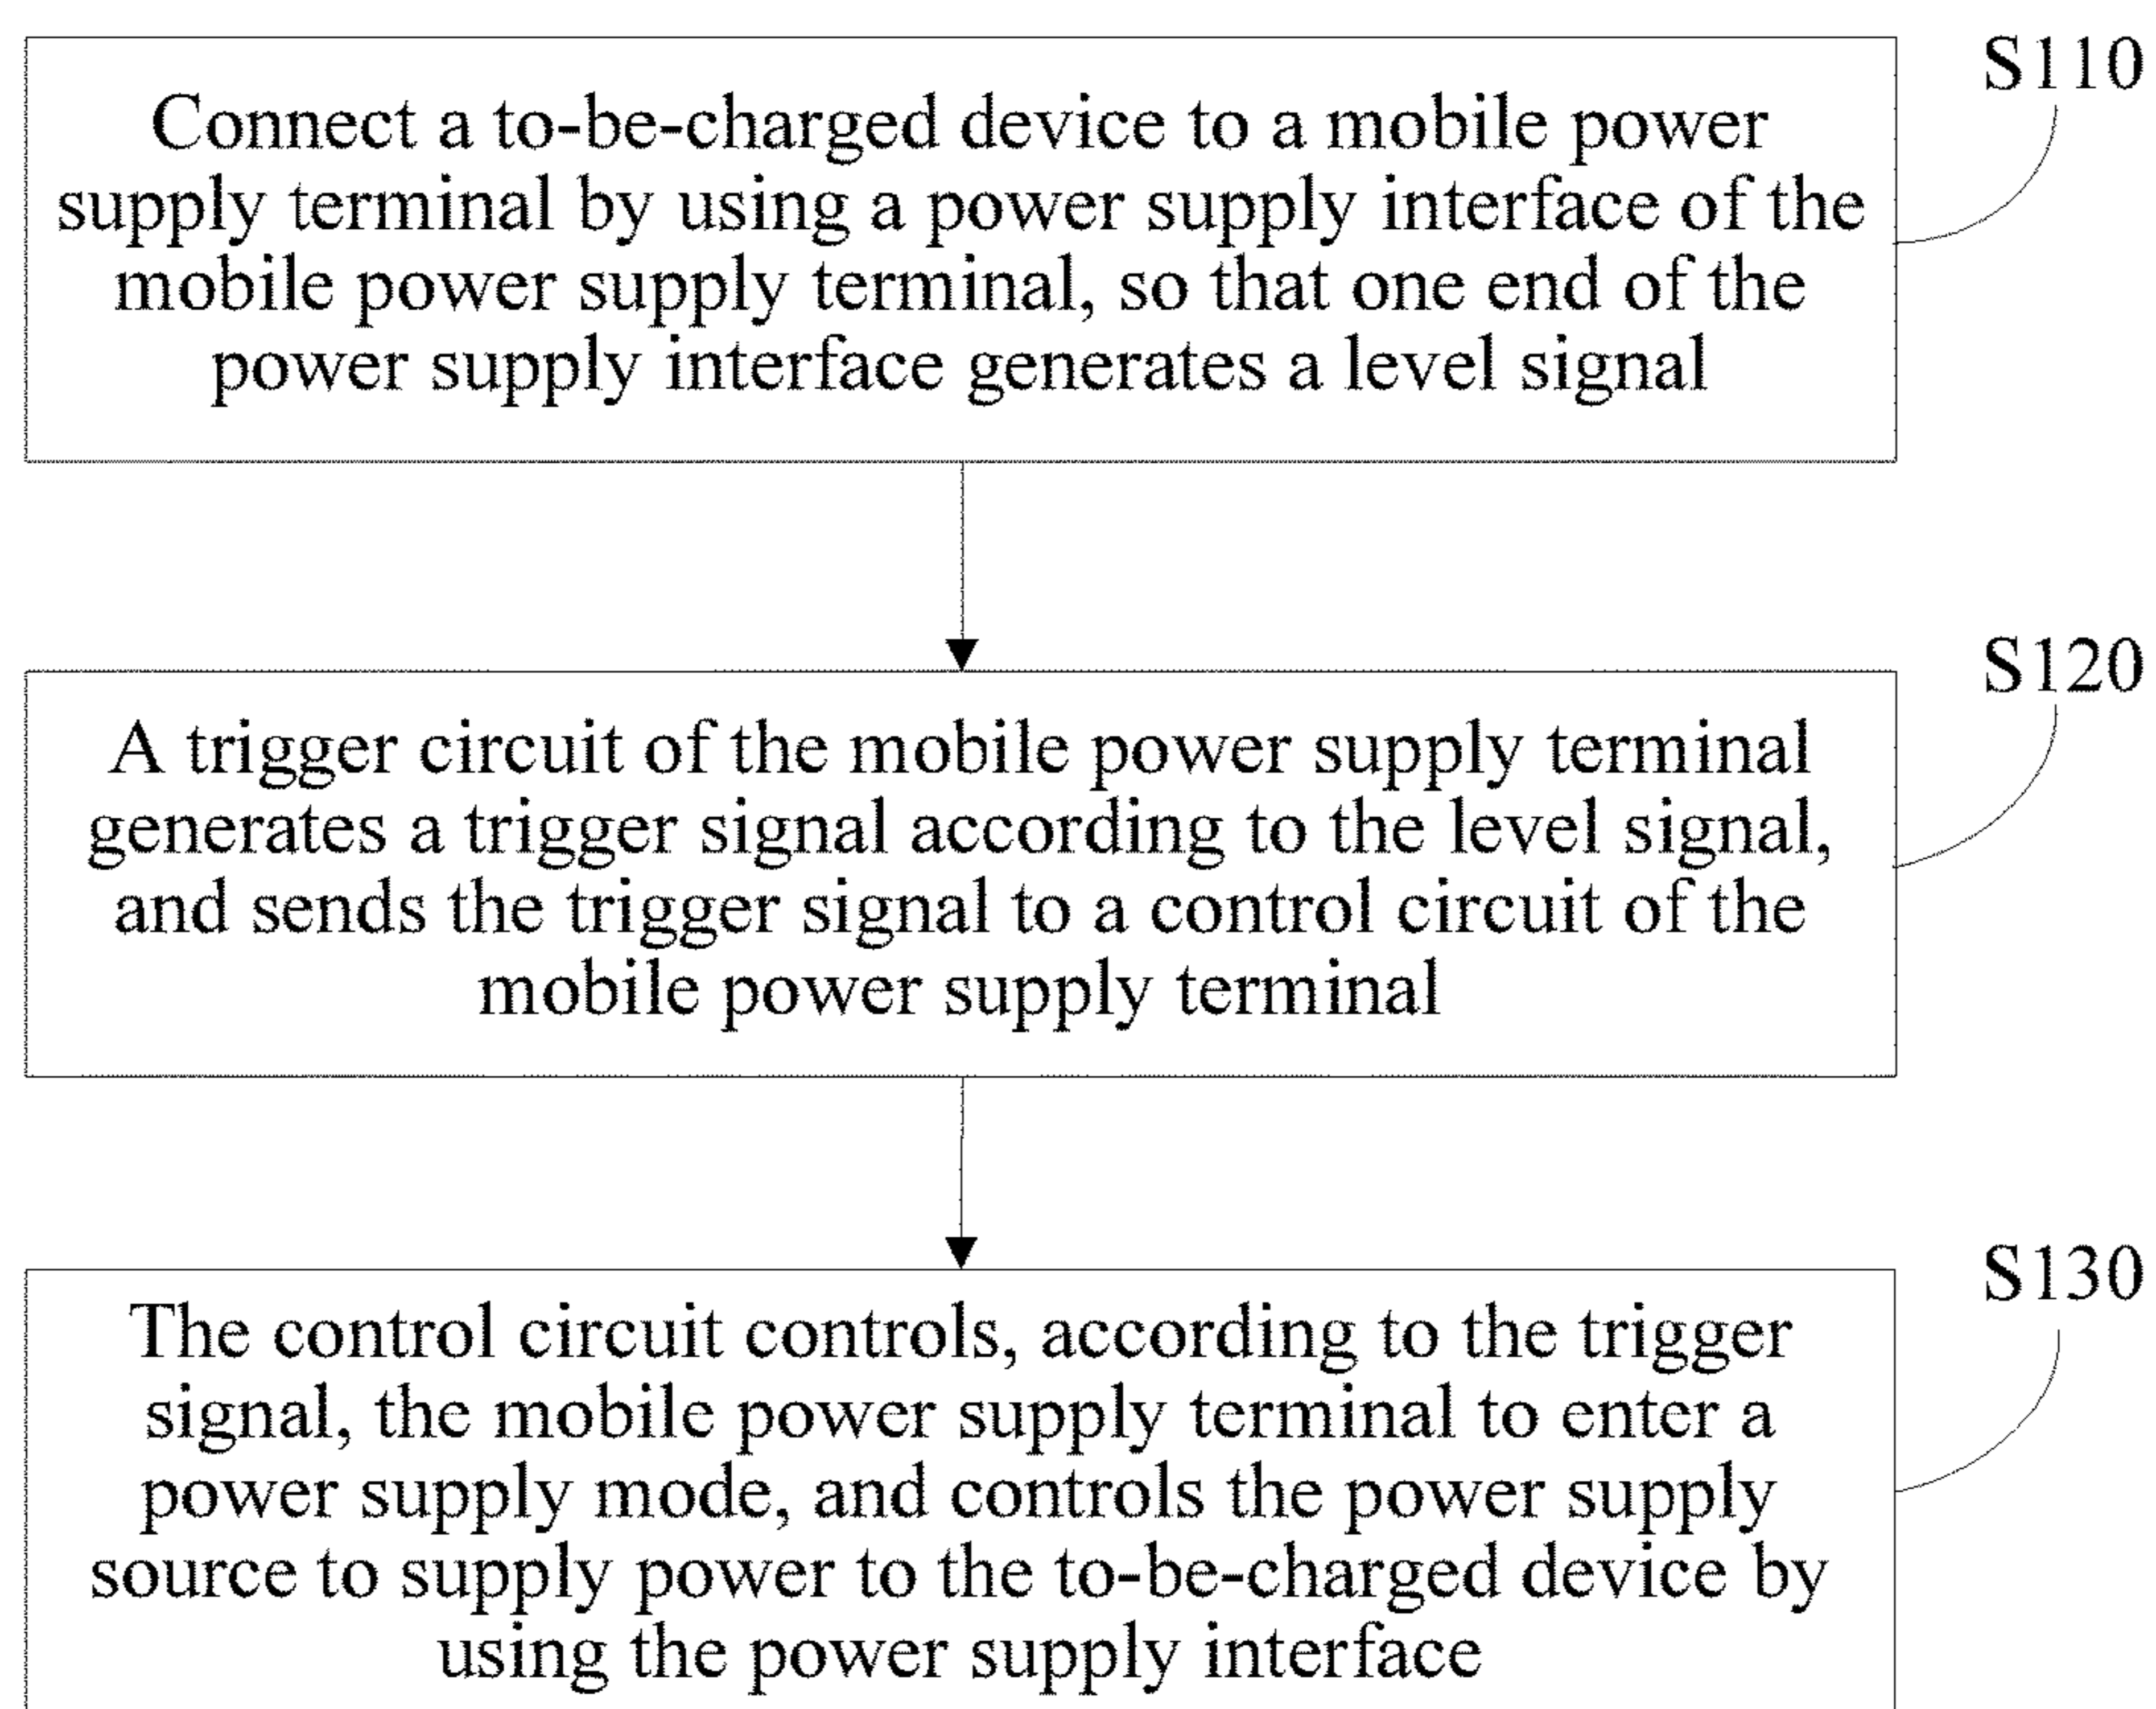 S110
Connect a to-be-charged device to a mobile power
supply terminal by using a power supply interface of the
mobile power supply terminal, so that one end of the
power supply interface generates a level signal
S120
A trigger circuit of the mobile power supply terminal
generates a trigger signal according to the level signal,
and sends the trigger signal to a control circuit of the
mobile power supply terminal
S130
The control circuit controls, according to the trigger
signal, the mobile power supply terminal to enter a
power supply mode, and controls the power supply
source to supply power to the to-be-charged device by
using the power supply interface